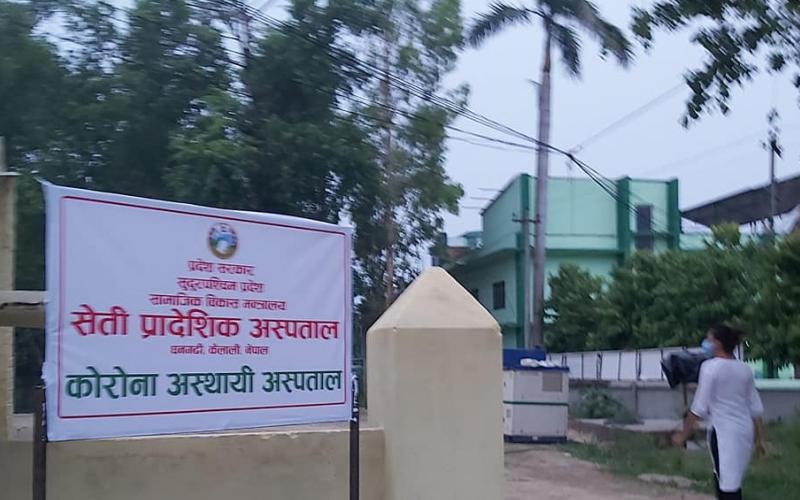 प्रदेश सरकार
सुदूरपश्चिम प्रदेश
सामाजिक विकास मन्त्रालय
सेती प्रादेशिक अस्पताल
धनगढी, कैलाली, नेपाल
कोरोना अस्थायी अस्पताल